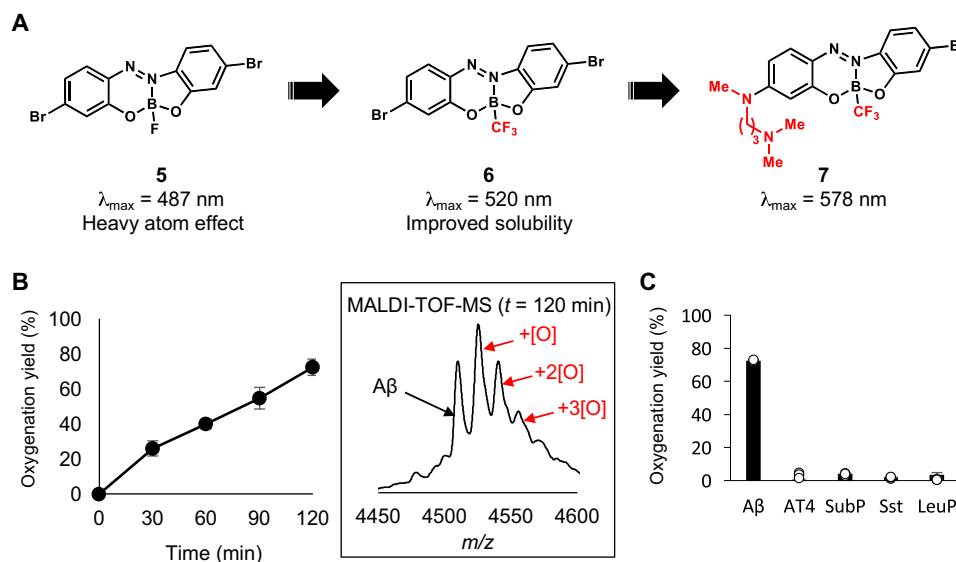 A
Br
N
N
B
O
O
F
Br
5
λmax = 487 nm
Heavy atom effect
Br
N
N
B
O
O
CF3
Br
6
λmax = 520 nm
Improved solubility
Me
N
( )3
N
Me
Me
N
N
B
O
O
CF3
Br
7
λmax = 578 nm
B
Oxygenation yield (%)
100
80
60
40
20
0
0 30 60 90 120
Time (min)
MALDI-TOF-MS (t = 120 min)
+[O]
+2[O]
+3[O]
Aβ
4450 4500 4550 4600
m/z
C
Oxygenation yield (%)
100
80
60
40
20
0
Aβ AT4 SubP Sst LeuP